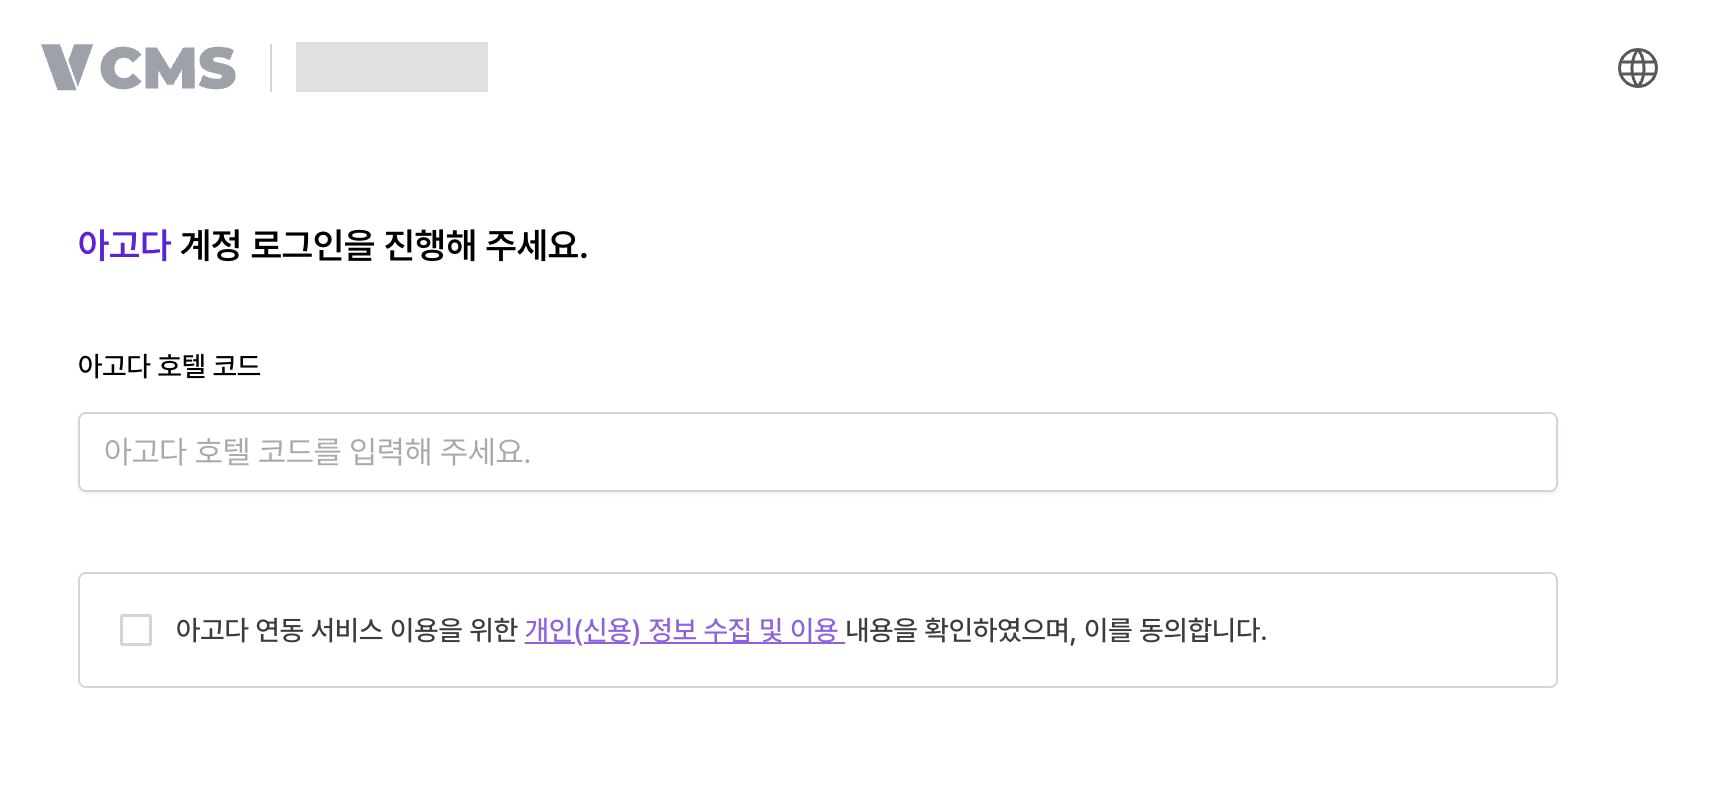 VCMS
아고다 계정 로그인을 진행해 주세요.
아고다 호텔 코드
아고다 호텔 코드를 입력해 주세요.
아고다 연동 서비스 이용을 위한 개인(신용) 정보 수집 및 이용 내용을 확인하였으며, 이를 동의합니다.